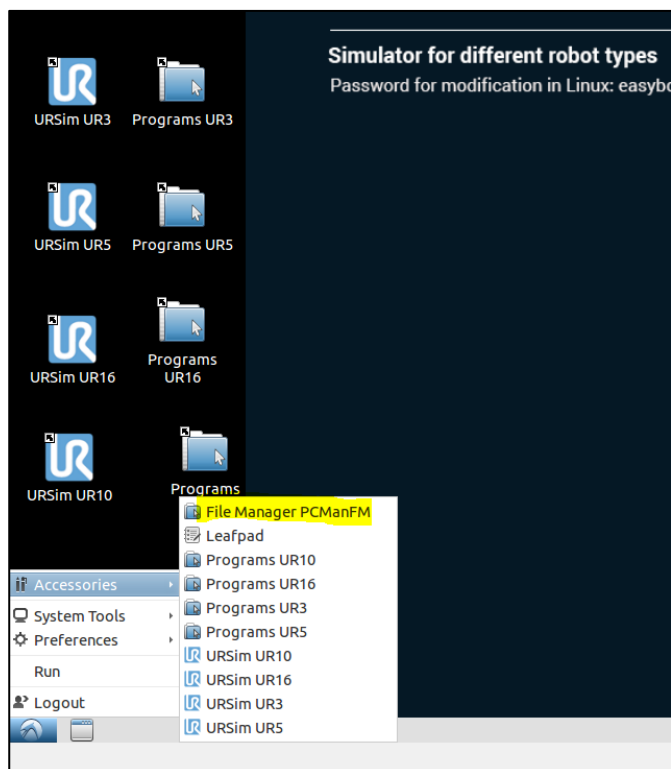 Simulator for different robot types
Password for modification in Linux:
URSim UR3
Programs UR3
URSim UR5
Programs UR5
URSim UR16
Programs
UR16
URSim UR10
Programs
File Manager PCManFM
Leafpad
Programs UR10
Programs UR16
Programs UR3
Programs UR5
URSim UR10
URSim UR16
URSim UR3
URSim UR5
Accessories
System Tools
Preferences
Run
Logout